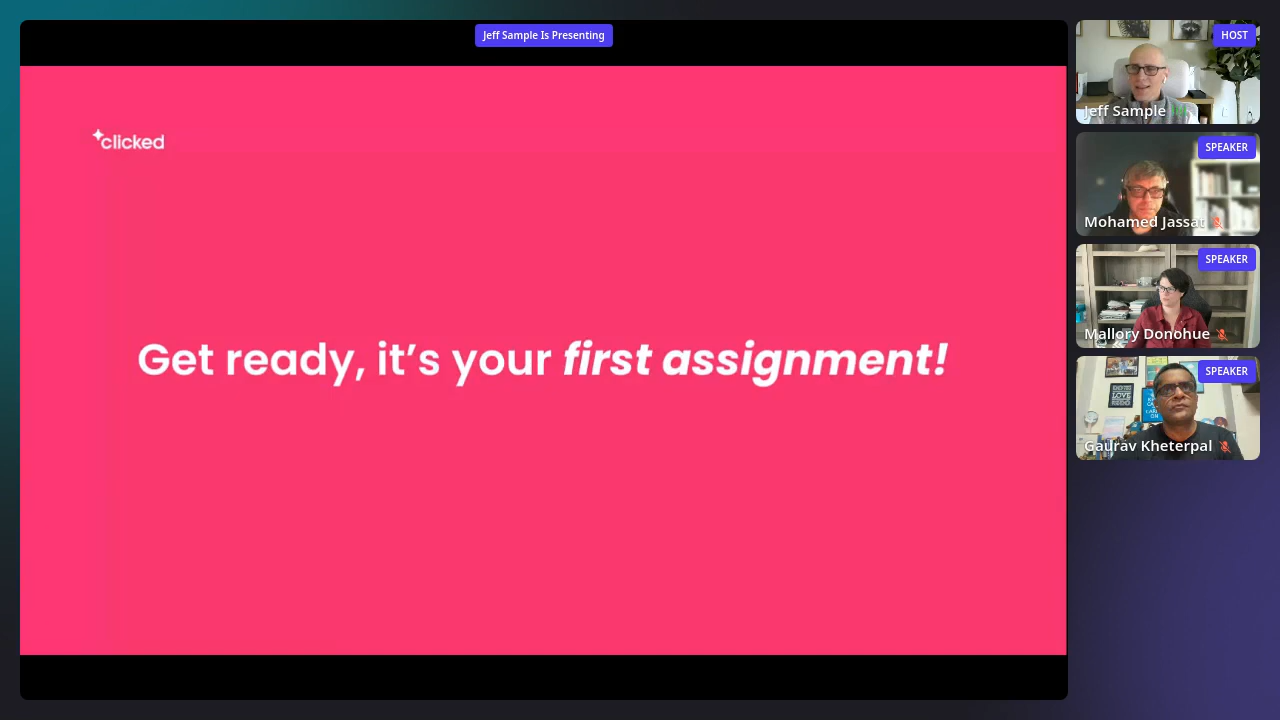 Jeff Sample Is Presenting
clicked
Get ready, it's your first assignment!
HOST
Jeff Sample
SPEAKER
Mohamed Jassat
SPEAKER
Mallory Donohue
SPEAKER
Gaurav Kheterpal